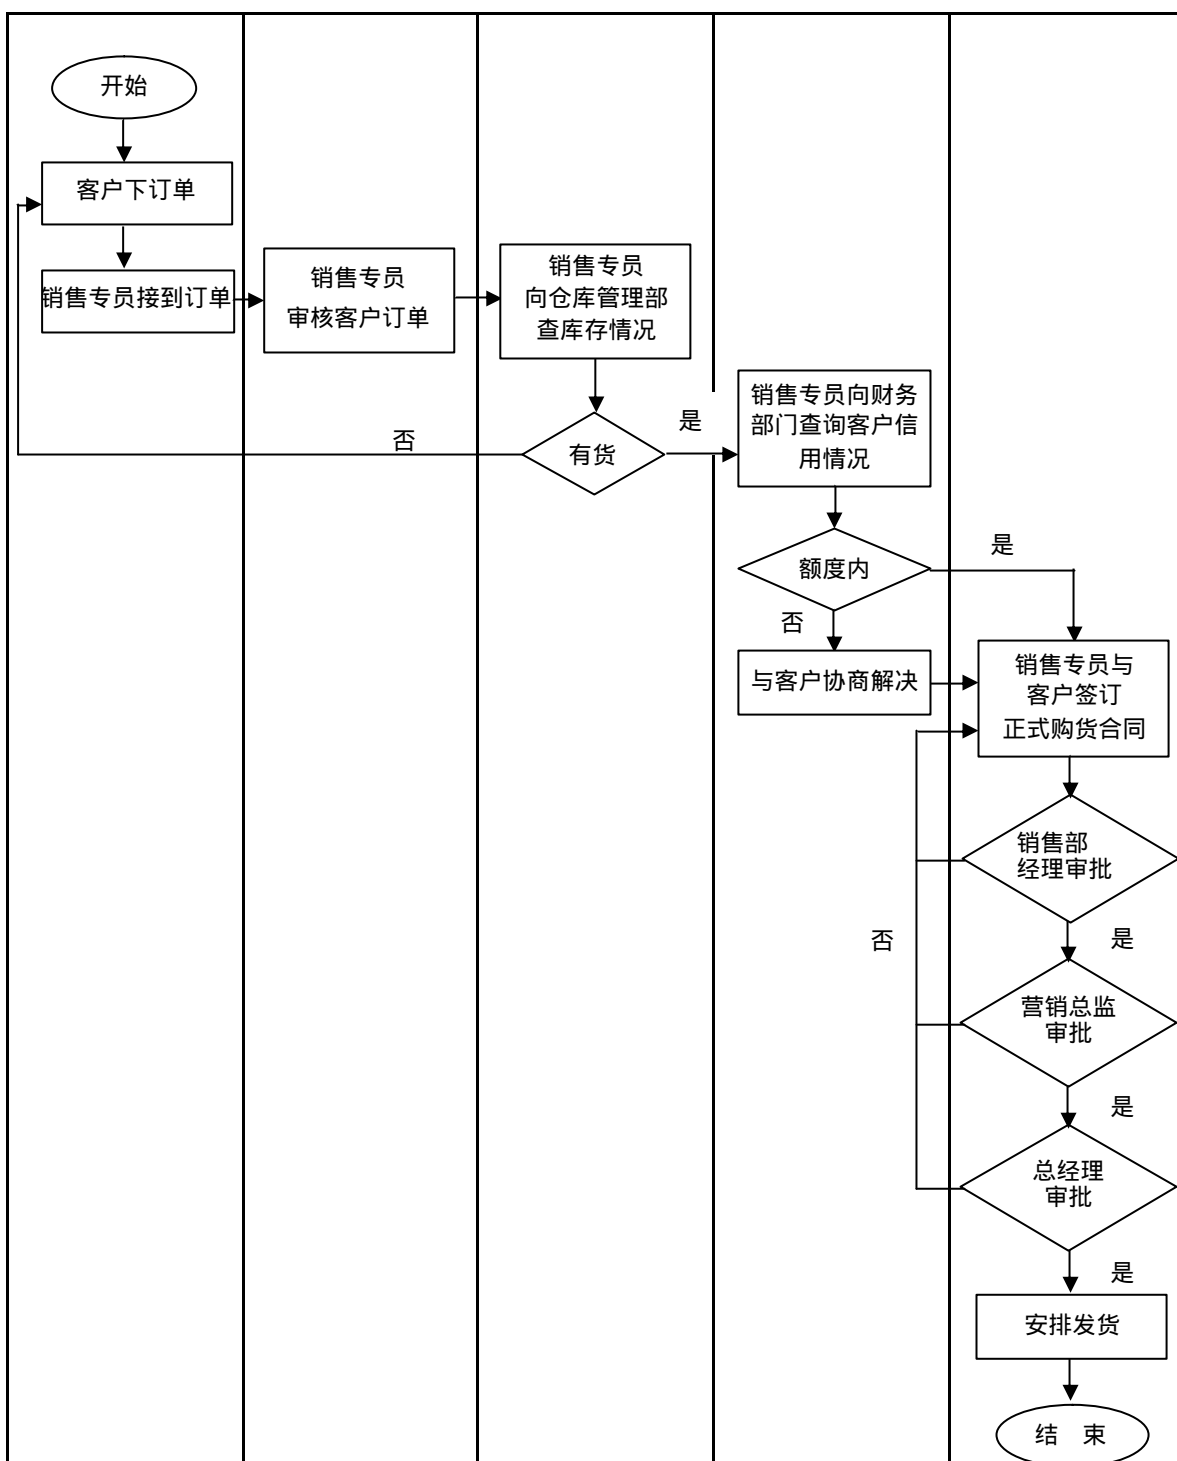 开始
客户下订单
销售专员接到订单
销售专员
审核客户订单
销售专员
向仓库管理部
查库存情况
有货
否
是
销售专员向财务
部门查询客户信
用情况
额度内
是
否
与客户协商解决
销售专员与
客户签订
正式购货合同
销售部
经理审批
否
是
营销总监
审批
是
总经理
审批
是
安排发货
结 束